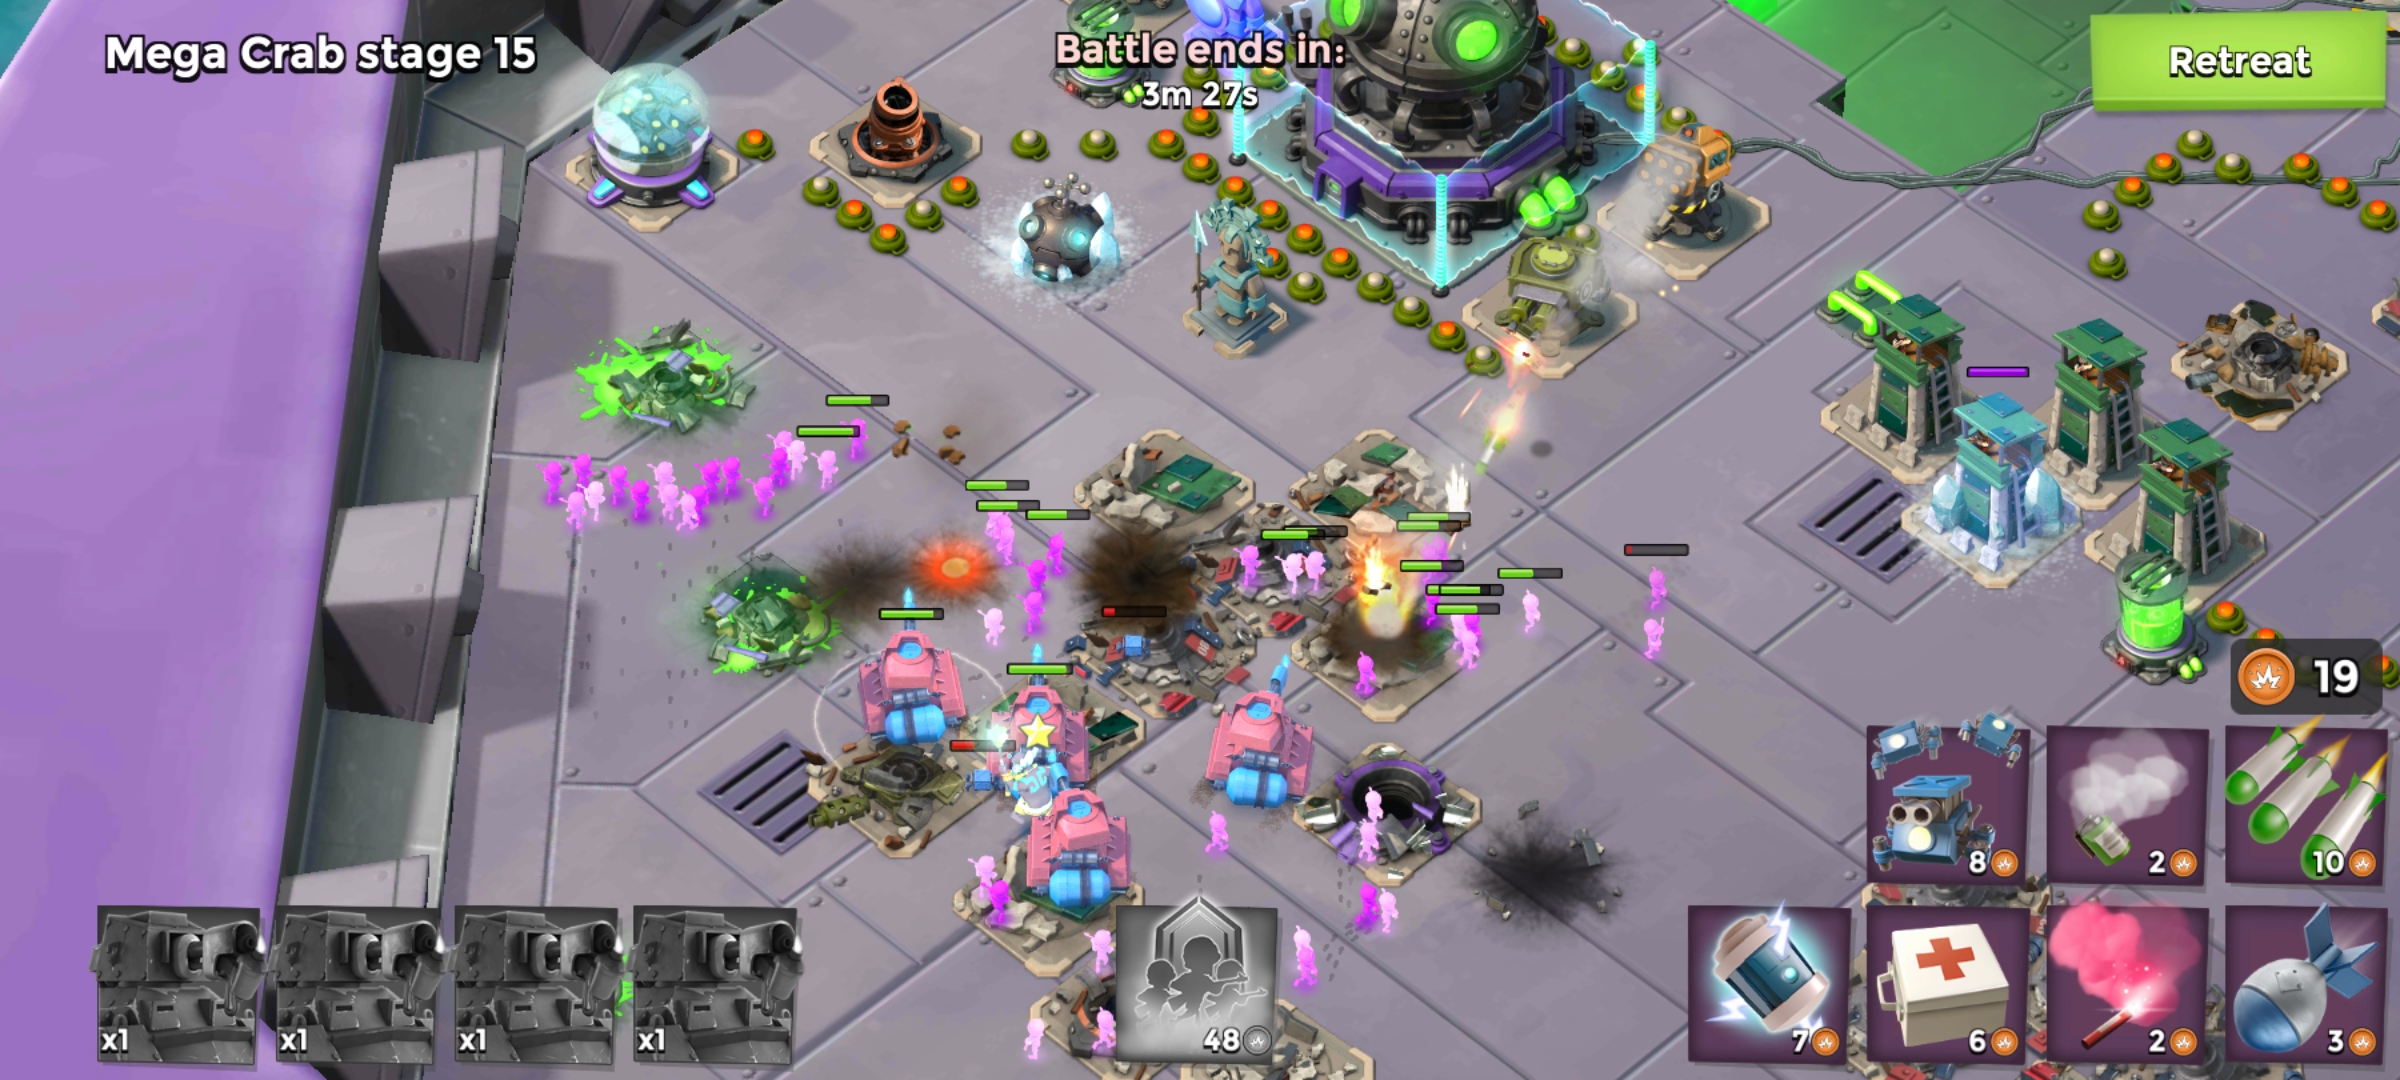 Mega Crab stage 15
Battle ends in:
3m 27s
Retreat
19
8
2
10
x1
x1
x1
x1
48
7
6
2
3